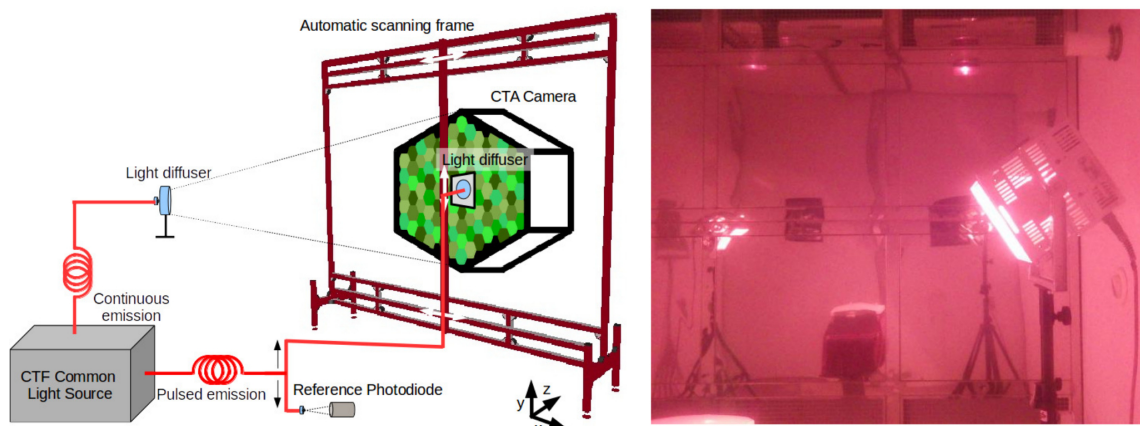 Automatic scanning frame
CTA Camera
Light diffuser
Light diffuser
Continuous
emission
CTF Common
Light Source
Pulsed emission
Reference Photodiode
z
y